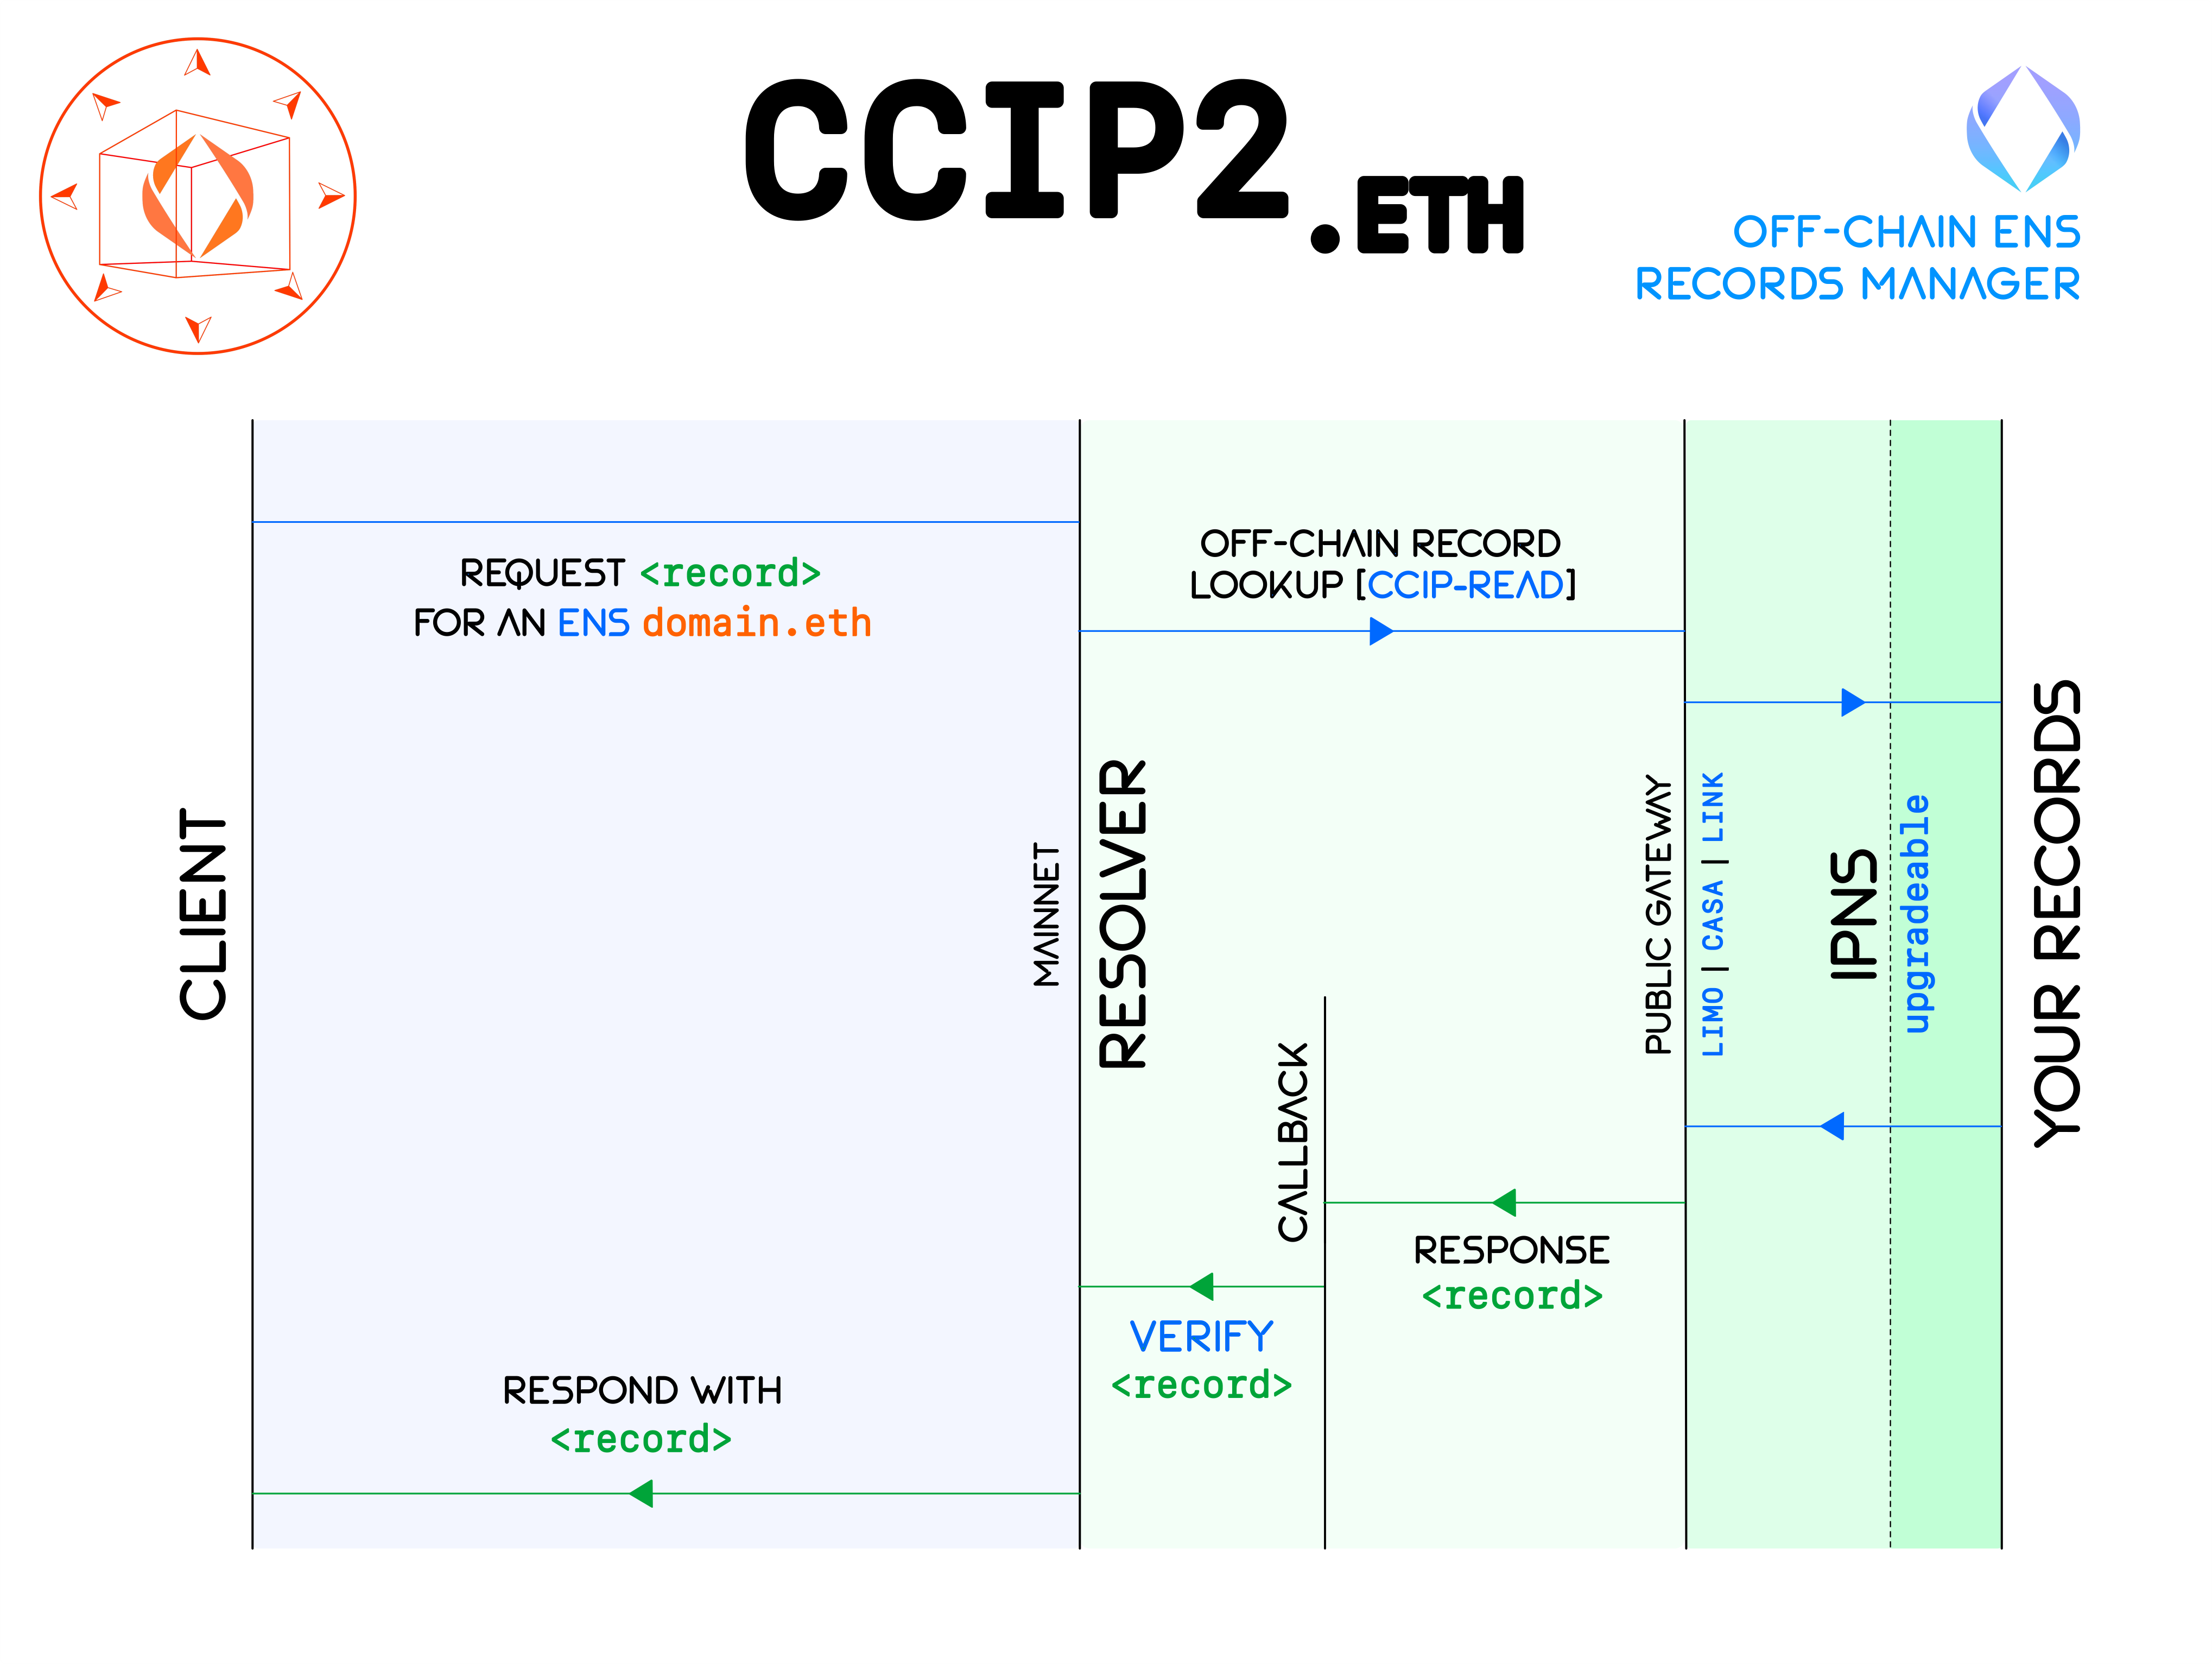 CCIP2.ETH
OFF-CHAIN ENS
RECORDS MANAGER
REQUEST <record>
FOR AN ENS domain.eth
OFF-CHAIN RECORD
LOOKUP [CCIP-READ]
CLIENT
MAINNET
RESOLVER
CALLBACK
PUBLIC GATEWAY
LIMO | CASA | LINK
IPNS
upgradeable
YOUR RECORDS
RESPONSE
<record>
VERIFY
<record>
RESPOND WITH
<record>